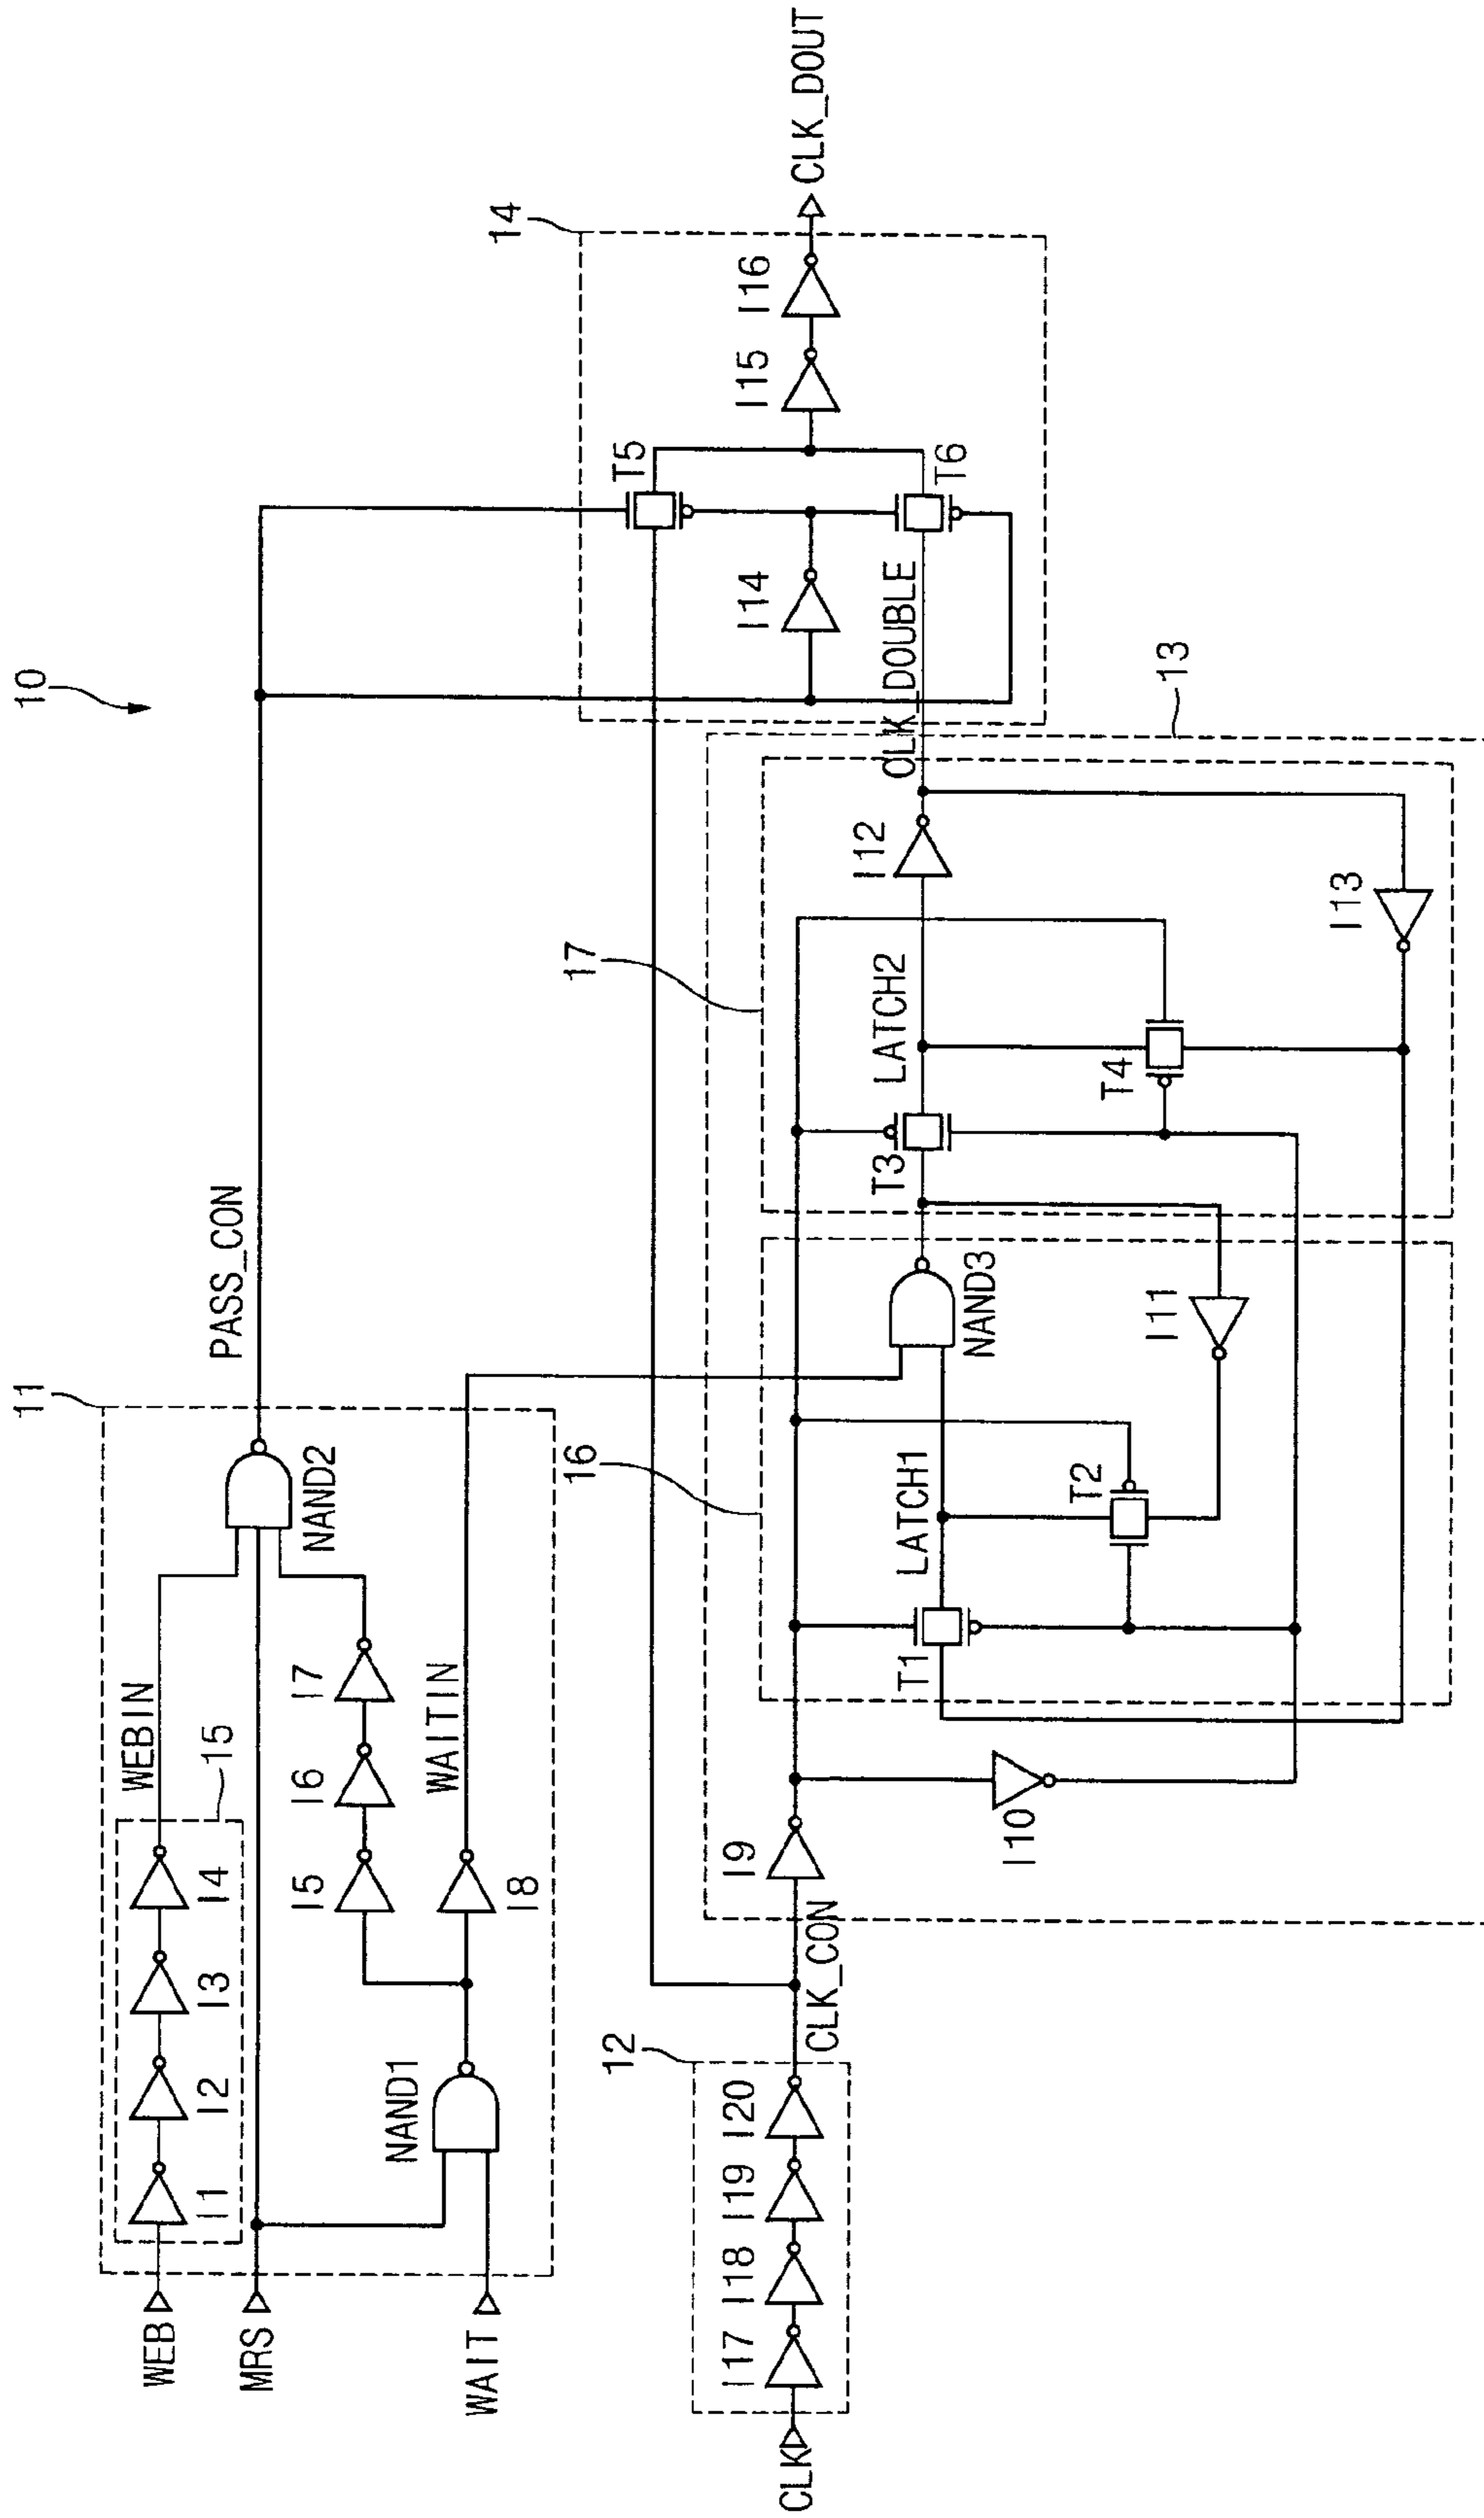 10
11
WEB
I1
I2
I3
I4
15
WEBIN
MRS
NAND2
PASS_CON
I5
I6
I7
WAIT
NAND1
I8
WAITIN
12
CLK
I17
I18
I19
I20
CLK_CON
13
I9
I10
16
T1
LATCH1
T2
NAND3
I11
17
T3
LATCH2
T4
I12
I13
CLK_DOUBLE
14
T5
I14
T6
I15
I16
CLK_DOUT